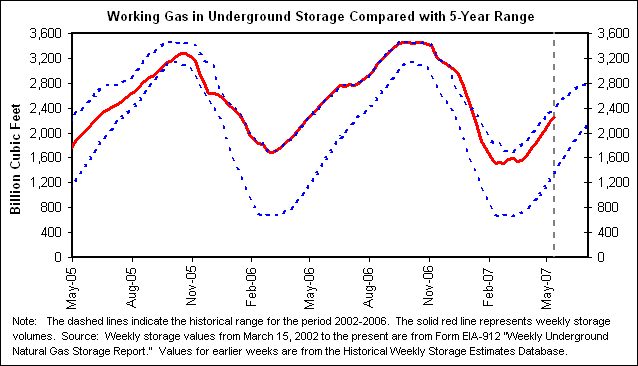 Working Gas in Underground Storage Compared with 5-Year Range
3,600
3,200
2,800
2,400
2,000
1,600
1,200
800
400
0
Billion Cubic Feet
3,600
3,200
2,800
2,400
2,000
1,600
1,200
800
400
0
May-05
Aug-05
Nov-05
Feb-06
May-06
Aug-06
Nov-06
Feb-07
May-07
Note: The dashed lines indicate the historical range for the period 2002-2006. The solid red line represents weekly storage
volumes. Source: Weekly storage values from March 15, 2002 to the present are from Form EIA-912 "Weekly Underground
Natural Gas Storage Report." Values for earlier weeks are from the Historical Weekly Storage Estimates Database.